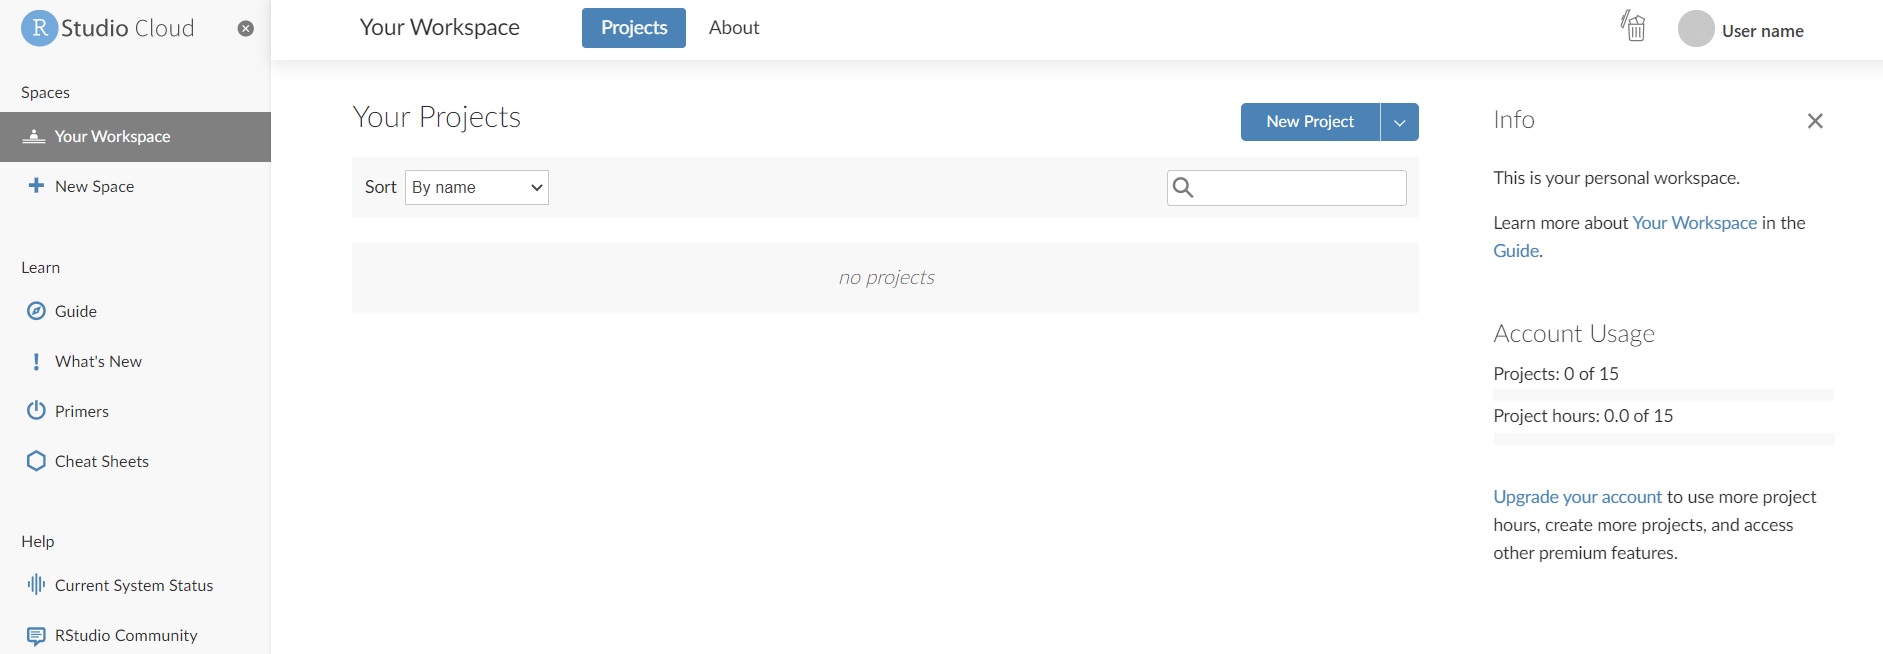 RStudio Cloud
Spaces
Your Workspace
New Space
Learn
Guide
What's New
Primers
Cheat Sheets
Help
Current System Status
RStudio Community
Your Workspace
Projects
About
User name
Your Projects
New Project
Sort By name
no projects
Info
This is your personal workspace.
Learn more about Your Workspace in the
Guide.
Account Usage
Projects: 0 of 15
Project hours: 0.0 of 15
Upgrade your account to use more project
hours, create more projects, and access
other premium features.